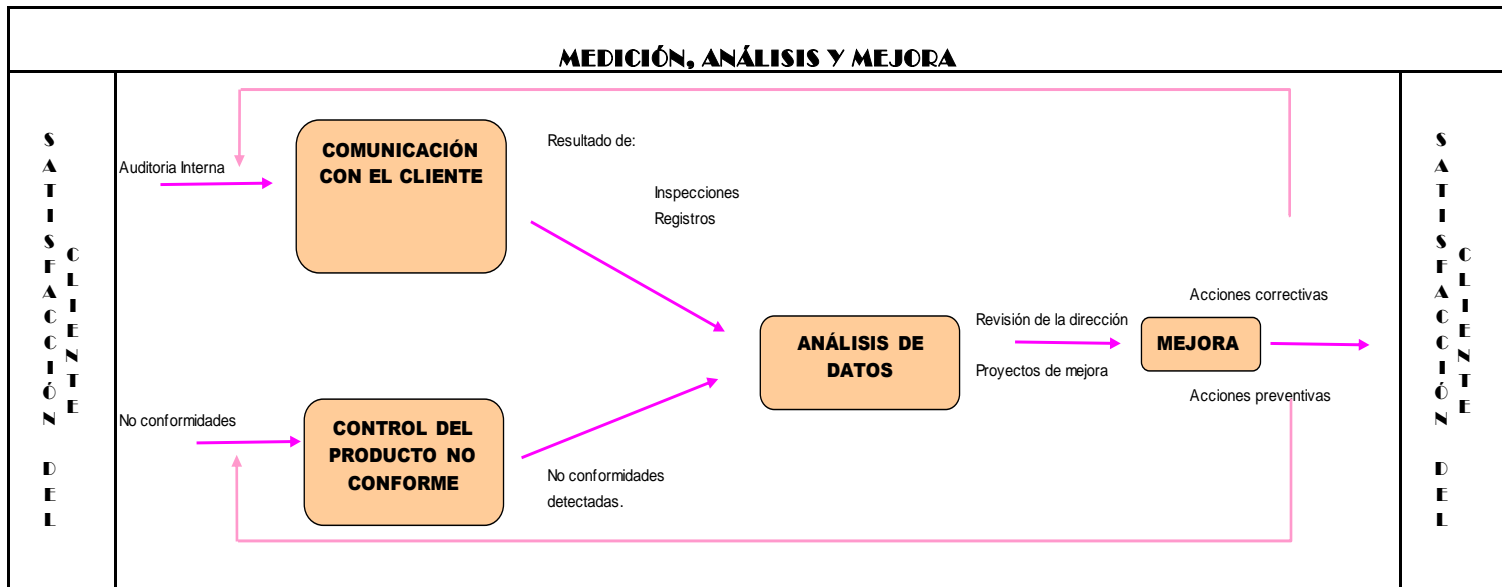 MEDICIÓN, ANÁLISIS Y MEJORA
SATISFACCIÓN DEL
CLIENTE
Auditoria Interna
COMUNICACIÓN
CON EL CLIENTE
Resultado de:
Inspecciones
Registros
No conformidades
CONTROL DEL
PRODUCTO NO
CONFORME
No conformidades
detectadas.
ANÁLISIS DE
DATOS
Revisión de la dirección
Proyectos de mejora
Acciones correctivas
MEJORA
Acciones preventivas
SATISFACCIÓN DEL
CLIENTE